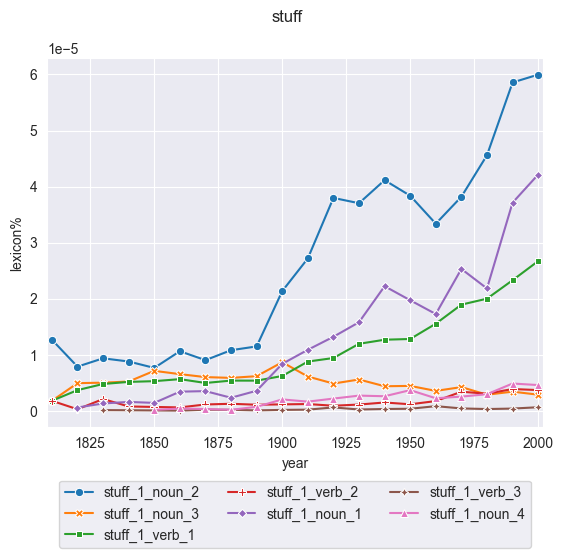 stuff
1e−5
6
5
4
3
2
1
0
lexicon%
1825 1850 1875 1900 1925 1950 1975 2000
year
stuff_1_noun_2 stuff_1_verb_2 stuff_1_verb_3
stuff_1_noun_3 stuff_1_noun_1 stuff_1_noun_4
stuff_1_verb_1